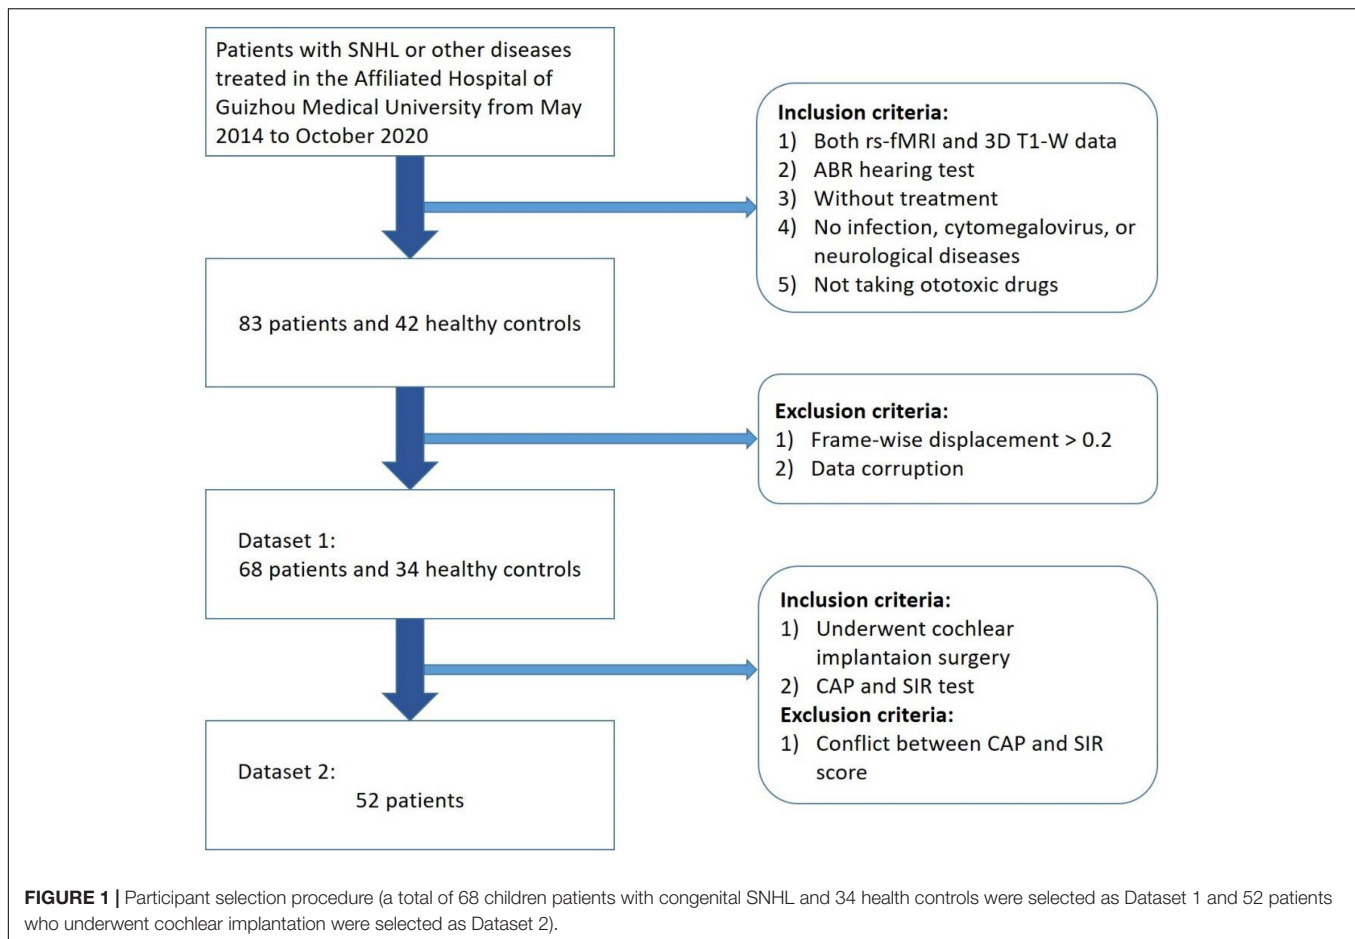 Patients with SNHL or other diseases
treated in the Affiliated Hospital of
Guizhou Medical University from May
2014 to October 2020
Inclusion criteria:
1) Both rs-fMRI and 3D T1-W data
2) ABR hearing test
3) Without treatment
4) No infection, cytomegalovirus, or
neurological diseases
5) Not taking ototoxic drugs
83 patients and 42 healthy controls
Exclusion criteria:
1) Frame-wise displacement > 0.2
2) Data corruption
Dataset 1:
68 patients and 34 healthy controls
Inclusion criteria:
1) Underwent cochlear
implantaion surgery
2) CAP and SIR test
Exclusion criteria:
1) Conflict between CAP and SIR
score
Dataset 2:
52 patients
FIGURE 1 | Participant selection procedure (a total of 68 children patients with congenital SNHL and 34 health controls were selected as Dataset 1 and 52 patients
who underwent cochlear implantation were selected as Dataset 2).